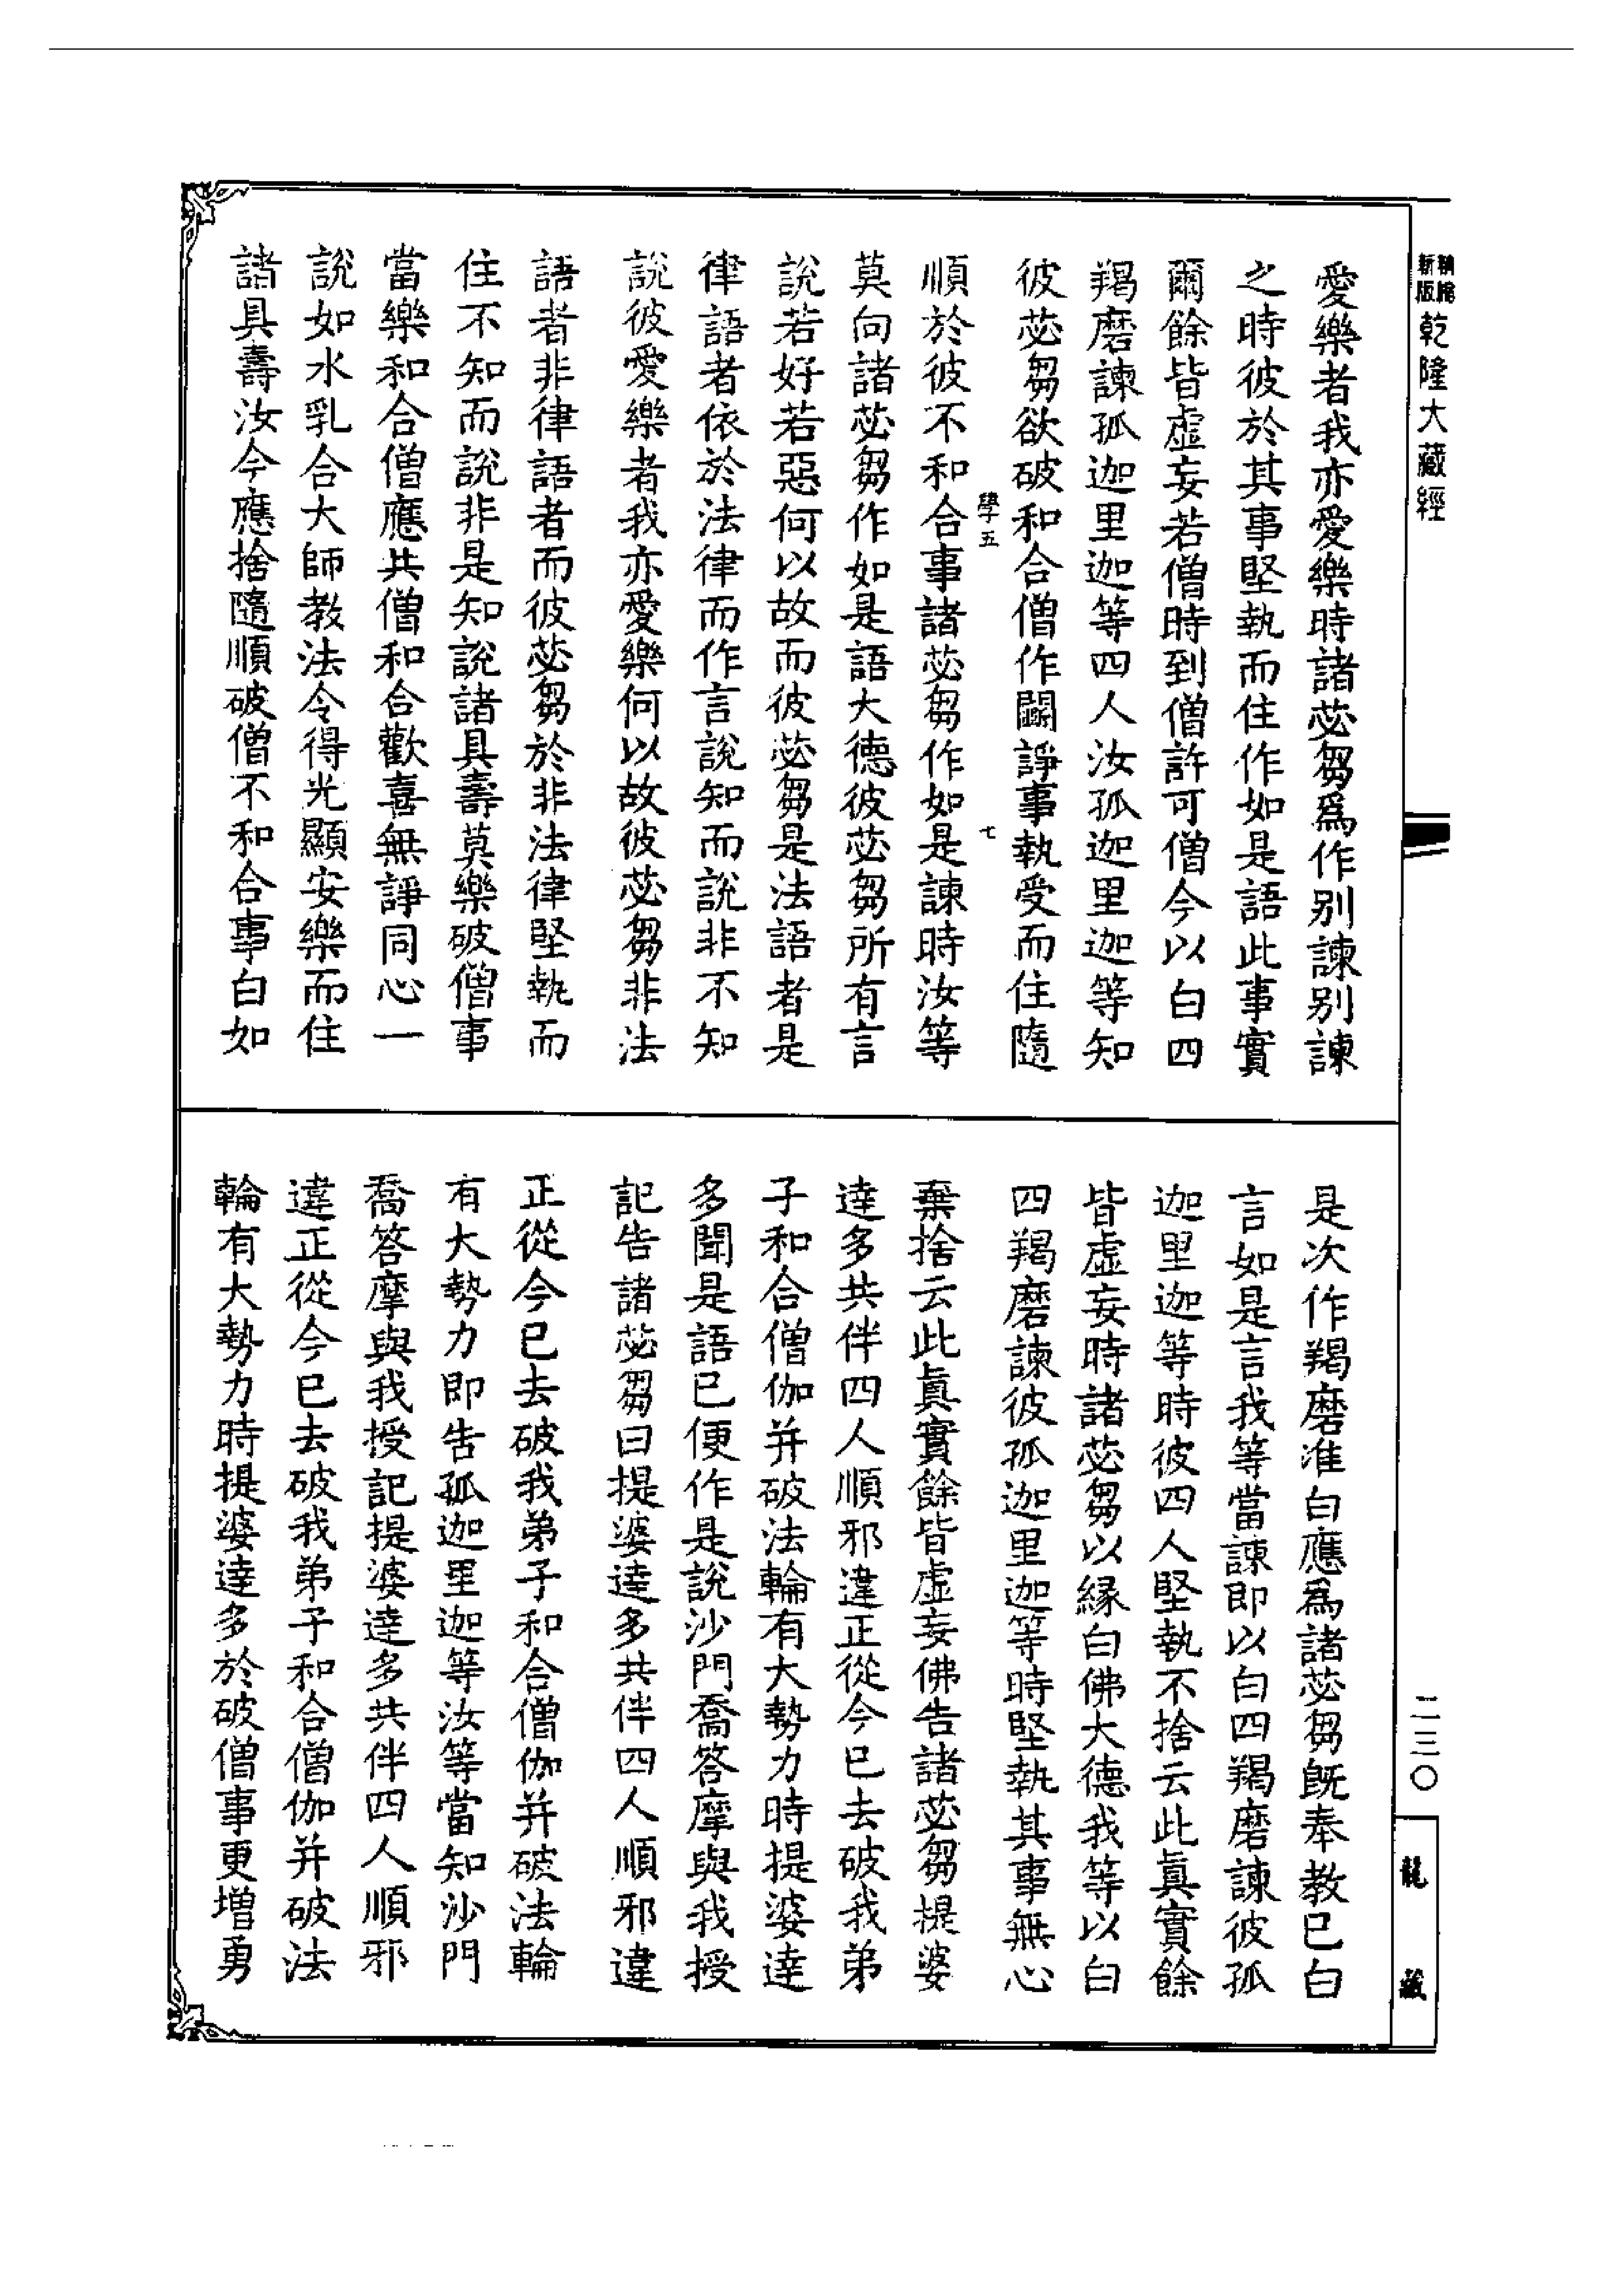 新版精縮乾隆大藏經
愛樂者我亦愛樂時諸苾芻爲作別諫別諫
之時彼於其事堅執而住作如是語此事實
爾餘皆虛妄若僧時到僧許可僧今以白四
羯磨諫孤迦里迦等四人汝孤迦里迦等知
彼苾芻欲破和合僧作鬬諍事執受而住隨
學五 七
順於彼不和合事諸苾芻作如是諫時汝等
莫向諸苾芻作如是語大德彼苾芻所有言
說若好若惡何以故而彼苾芻是法語者是
律語者依於法律而作言說知而說非不知
說彼愛樂者我亦愛樂何以故彼苾芻非法
語者非律語者而彼苾芻於非法律堅執而
住不知而說非是知說諸具壽莫樂破僧事
當樂和合僧應共僧和合歡喜無諍同心一
說如水乳合大師教法令得光顯安樂而住
諸具壽汝今應捨隨順破僧不和合事白如
是次作羯磨准白應爲諸苾芻旣奉教已白
言如是言我等當諫即以白四羯磨諫彼孤
迦里迦等時彼四人堅執不捨云此眞實餘
皆虛妄時諸苾芻以緣白佛大德我等以白
四羯磨諫彼孤迦里迦等時堅執其事無心
棄捨云此眞實餘皆虛妄佛告諸苾芻提婆
達多共伴四人順邪違正從今已去破我弟
子和合僧伽并破法輪有大勢力時提婆達
多聞是語已便作是說沙門喬答摩與我授
記告諸苾芻曰提婆達多共伴四人順邪違
正從今已去破我弟子和合僧伽并破法輪
有大勢力即告孤迦里迦等汝等當知沙門
喬答摩與我授記提婆達多共伴四人順邪
違正從今已去破我弟子和合僧伽并破法
輪有大勢力時提婆達多於破僧事更增勇
二三〇
龍藏